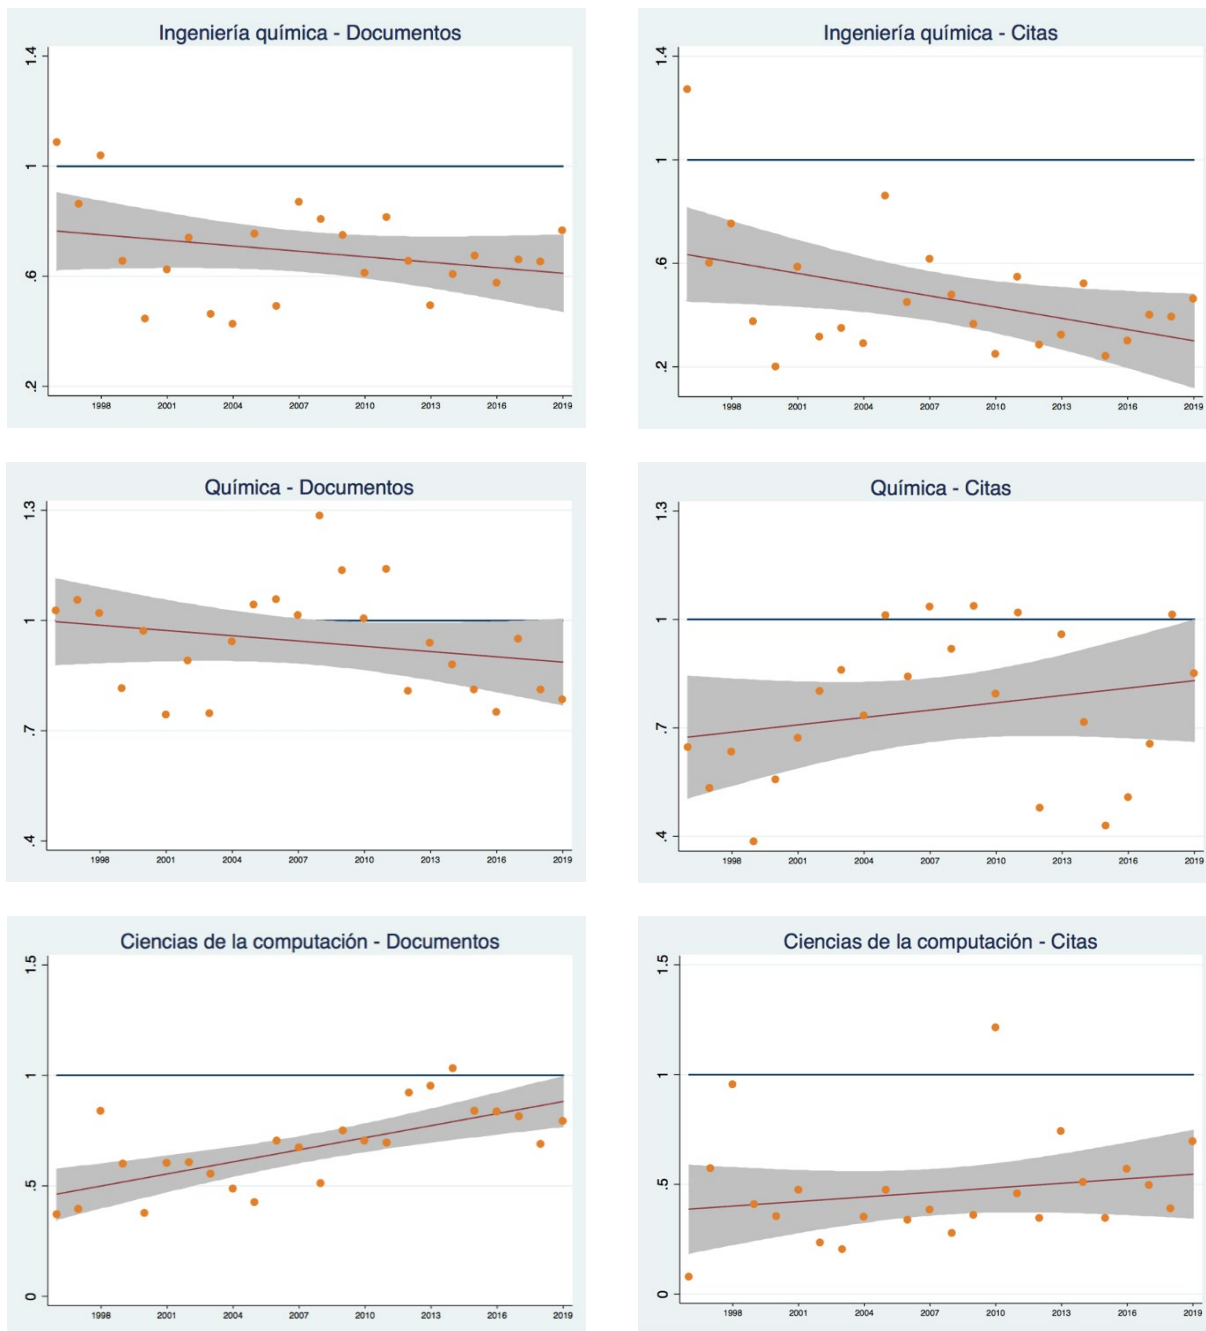 Ingeniería química - Documentos
1.4
1
.6
.2
1998 2001 2004 2007 2010 2013 2016 2019
Ingeniería química - Citas
1.4
1
.6
.2
1998 2001 2004 2007 2010 2013 2016 2019
Química - Documentos
1.3
1
.7
.4
1998 2001 2004 2007 2010 2013 2016 2019
Química - Citas
1.3
1
.7
.4
1998 2001 2004 2007 2010 2013 2016 2019
Ciencias de la computación - Documentos
1.5
1
.5
0
1998 2001 2004 2007 2010 2013 2016 2019
Ciencias de la computación - Citas
1.5
1
.5
0
1998 2001 2004 2007 2010 2013 2016 2019